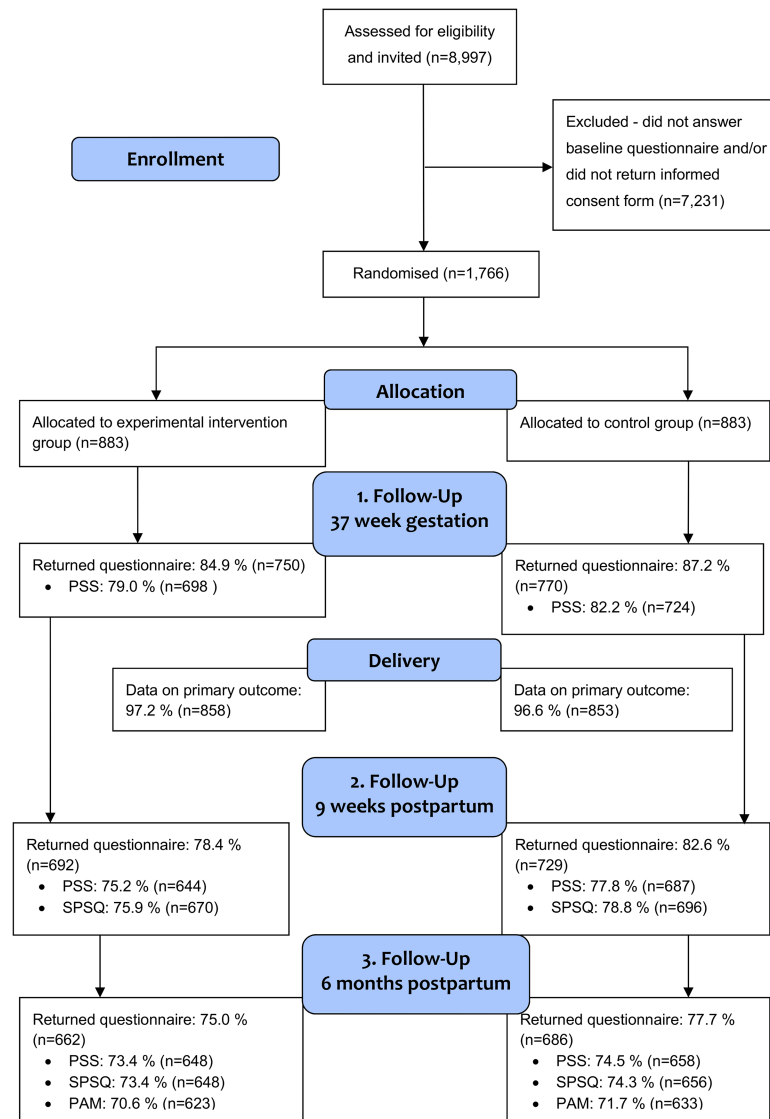 Assessed for eligibility
and invited (n=8,997)
Excluded - did not answer
baseline questionnaire and/or
did not return informed
consent form (n=7,231)
Enrollment
Randomised (n=1,766)
Allocation
Allocated to experimental intervention
group (n=883)
Allocated to control group (n=883)
1. Follow-Up
37 week gestation
Returned questionnaire: 84.9 % (n=750)
• PSS: 79.0 % (n=698 )
Returned questionnaire: 87.2 %
(n=770)
• PSS: 82.2 % (n=724)
Delivery
Data on primary outcome:
97.2 % (n=858)
Data on primary outcome:
96.6 % (n=853)
2. Follow-Up
9 weeks postpartum
Returned questionnaire: 78.4 %
(n=692)
• PSS: 75.2 % (n=644)
• SPSQ: 75.9 % (n=670)
Returned questionnaire: 82.6 %
(n=729)
• PSS: 77.8 % (n=687)
• SPSQ: 78.8 % (n=696)
3. Follow-Up
6 months postpartum
Returned questionnaire: 75.0 %
(n=662)
• PSS: 73.4 % (n=648)
• SPSQ: 73.4 % (n=648)
• PAM: 70.6 % (n=623)
Returned questionnaire: 77.7 %
(n=686)
• PSS: 74.5 % (n=658)
• SPSQ: 74.3 % (n=656)
• PAM: 71.7 % (n=633)